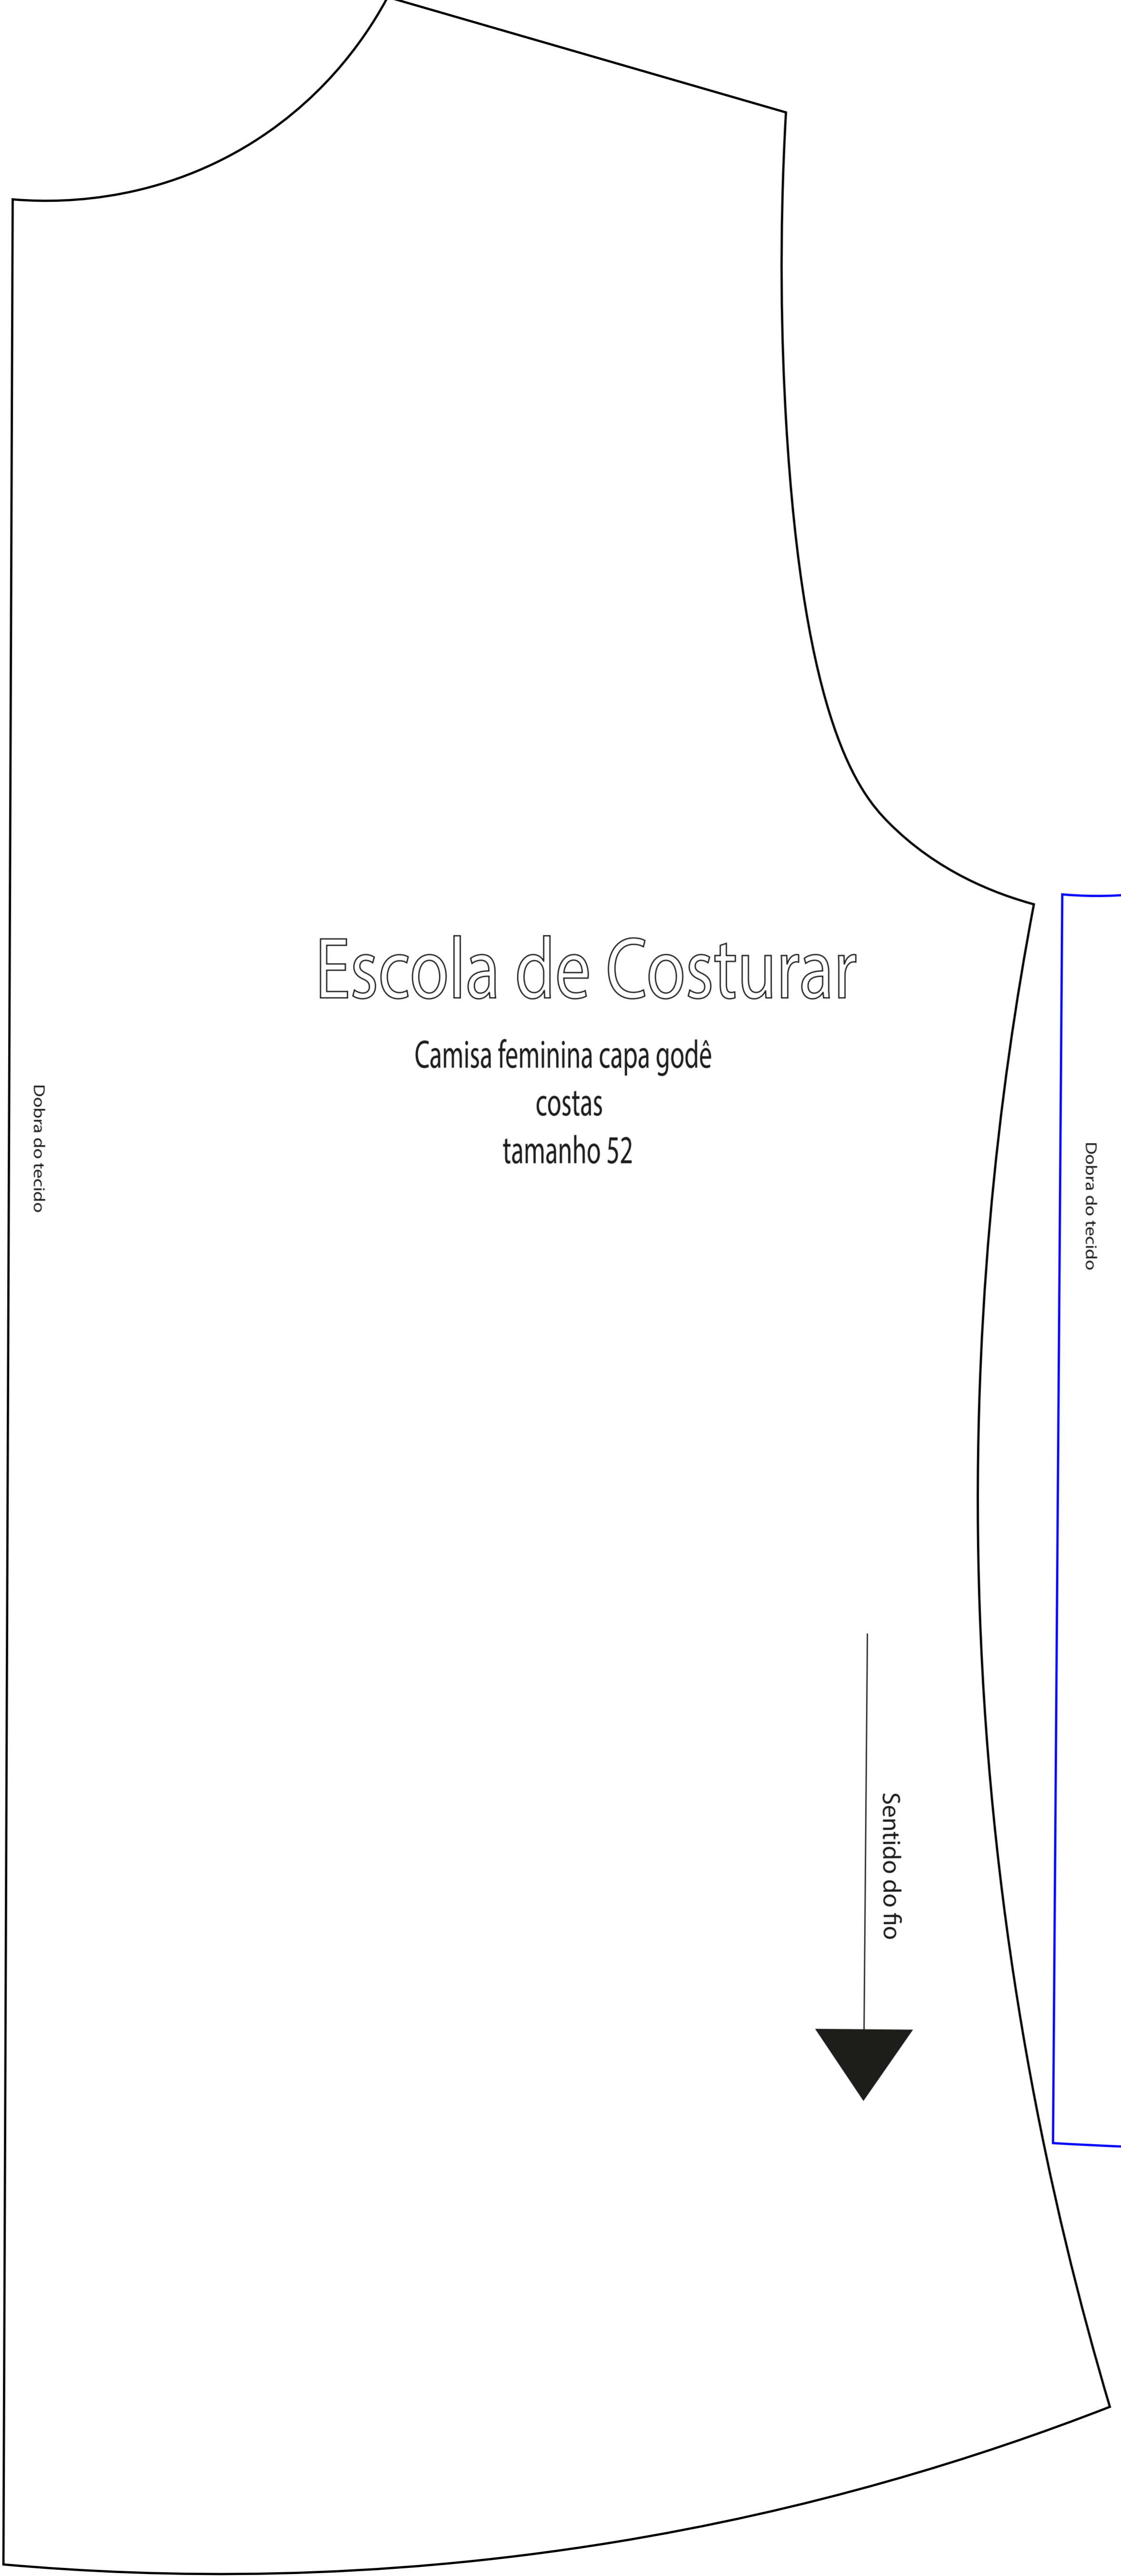 Escola de Costurar
Camisa feminina capa godê
costas
tamanho 52
Dobra do tecido
Dobra do tecido
Sentido do fio